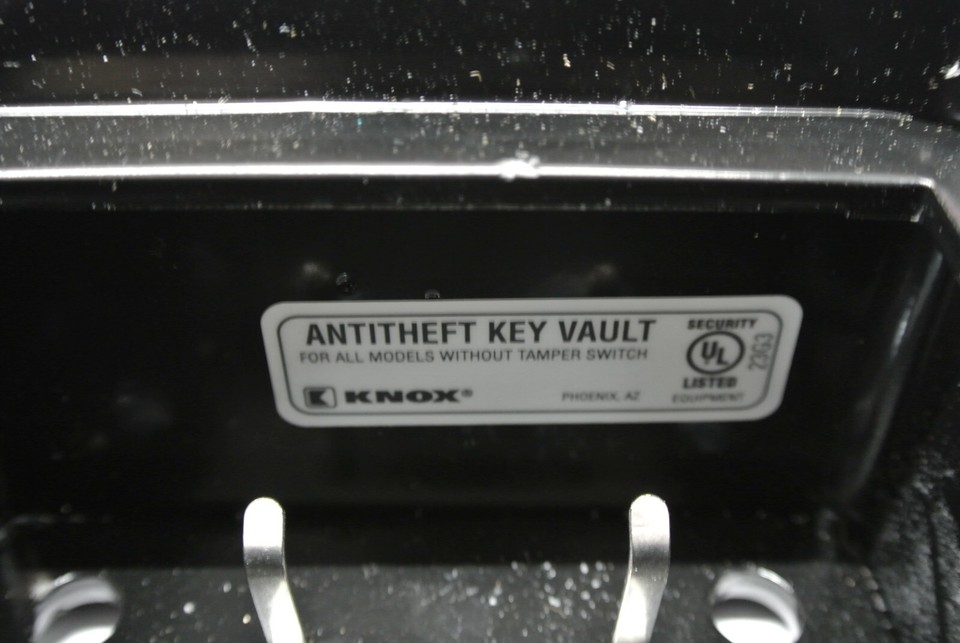 ANTITHEFT KEY VAULT
FOR ALL MODELS WITHOUT TAMPER SWITCH
KNOX®
PHOENIX, AZ
SECURITY
UL
LISTED
EQUIPMENT
23G3